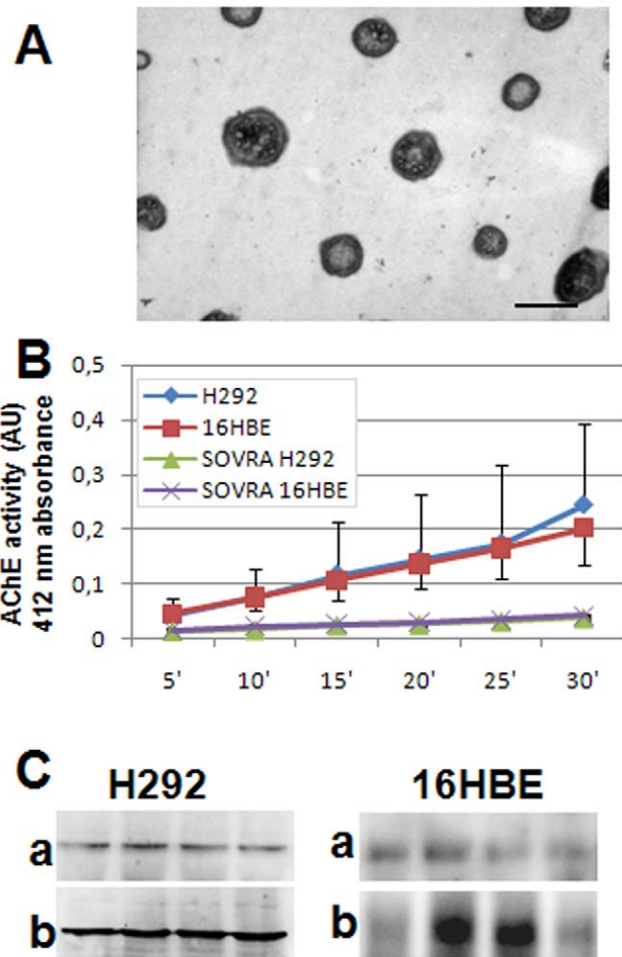 A
B
AChE activity (AU)
412 nm absorbance
0,5
0,4
0,3
0,2
0,1
0
H292
16HBE
SOVRA H292
SOVRA 16HBE
5' 10' 15' 20' 25' 30'
C
H292 16HBE
a a
b b